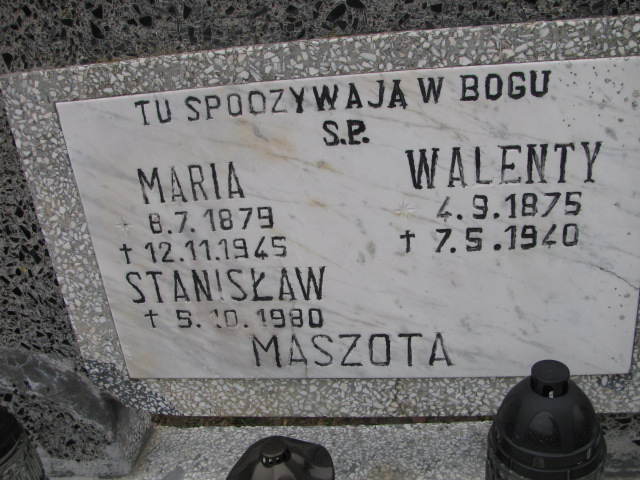 TU SPODZYWAJĄ W BOGU
Ś.P.
MARIA
* 8.7.1879
† 12.11.1945
WALENTY
* 4.9.1875
† 7.5.1940
STANISŁAW
† 5.10.1980
MASZOTA